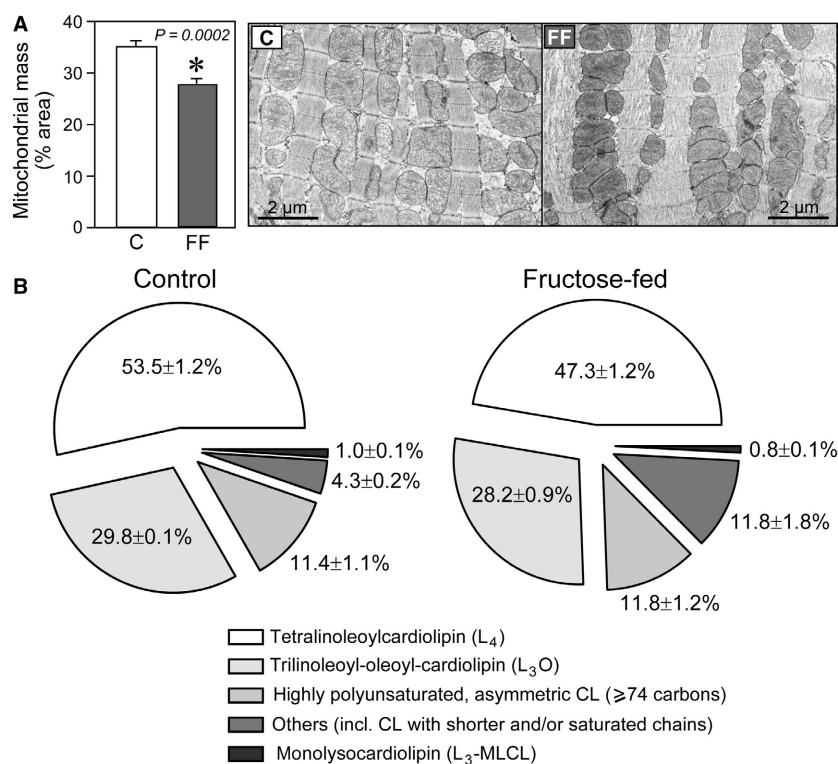 A
Mitochondrial mass
(% area)
40
30
20
10
0
P = 0.0002
*
C
FF
C
2 µm
FF
2 µm
B
Control
Fructose-fed
53.5±1.2%
1.0±0.1%
4.3±0.2%
11.4±1.1%
29.8±0.1%
47.3±1.2%
0.8±0.1%
11.8±1.8%
11.8±1.2%
28.2±0.9%
Tetralinoleoylcardiolipin (L₄)
Trilinoleoyl-oleoyl-cardiolipin (L₃O)
Highly polyunsaturated, asymmetric CL (⩾74 carbons)
Others (incl. CL with shorter and/or saturated chains)
Monolysocardiolipin (L₃-MLCL)